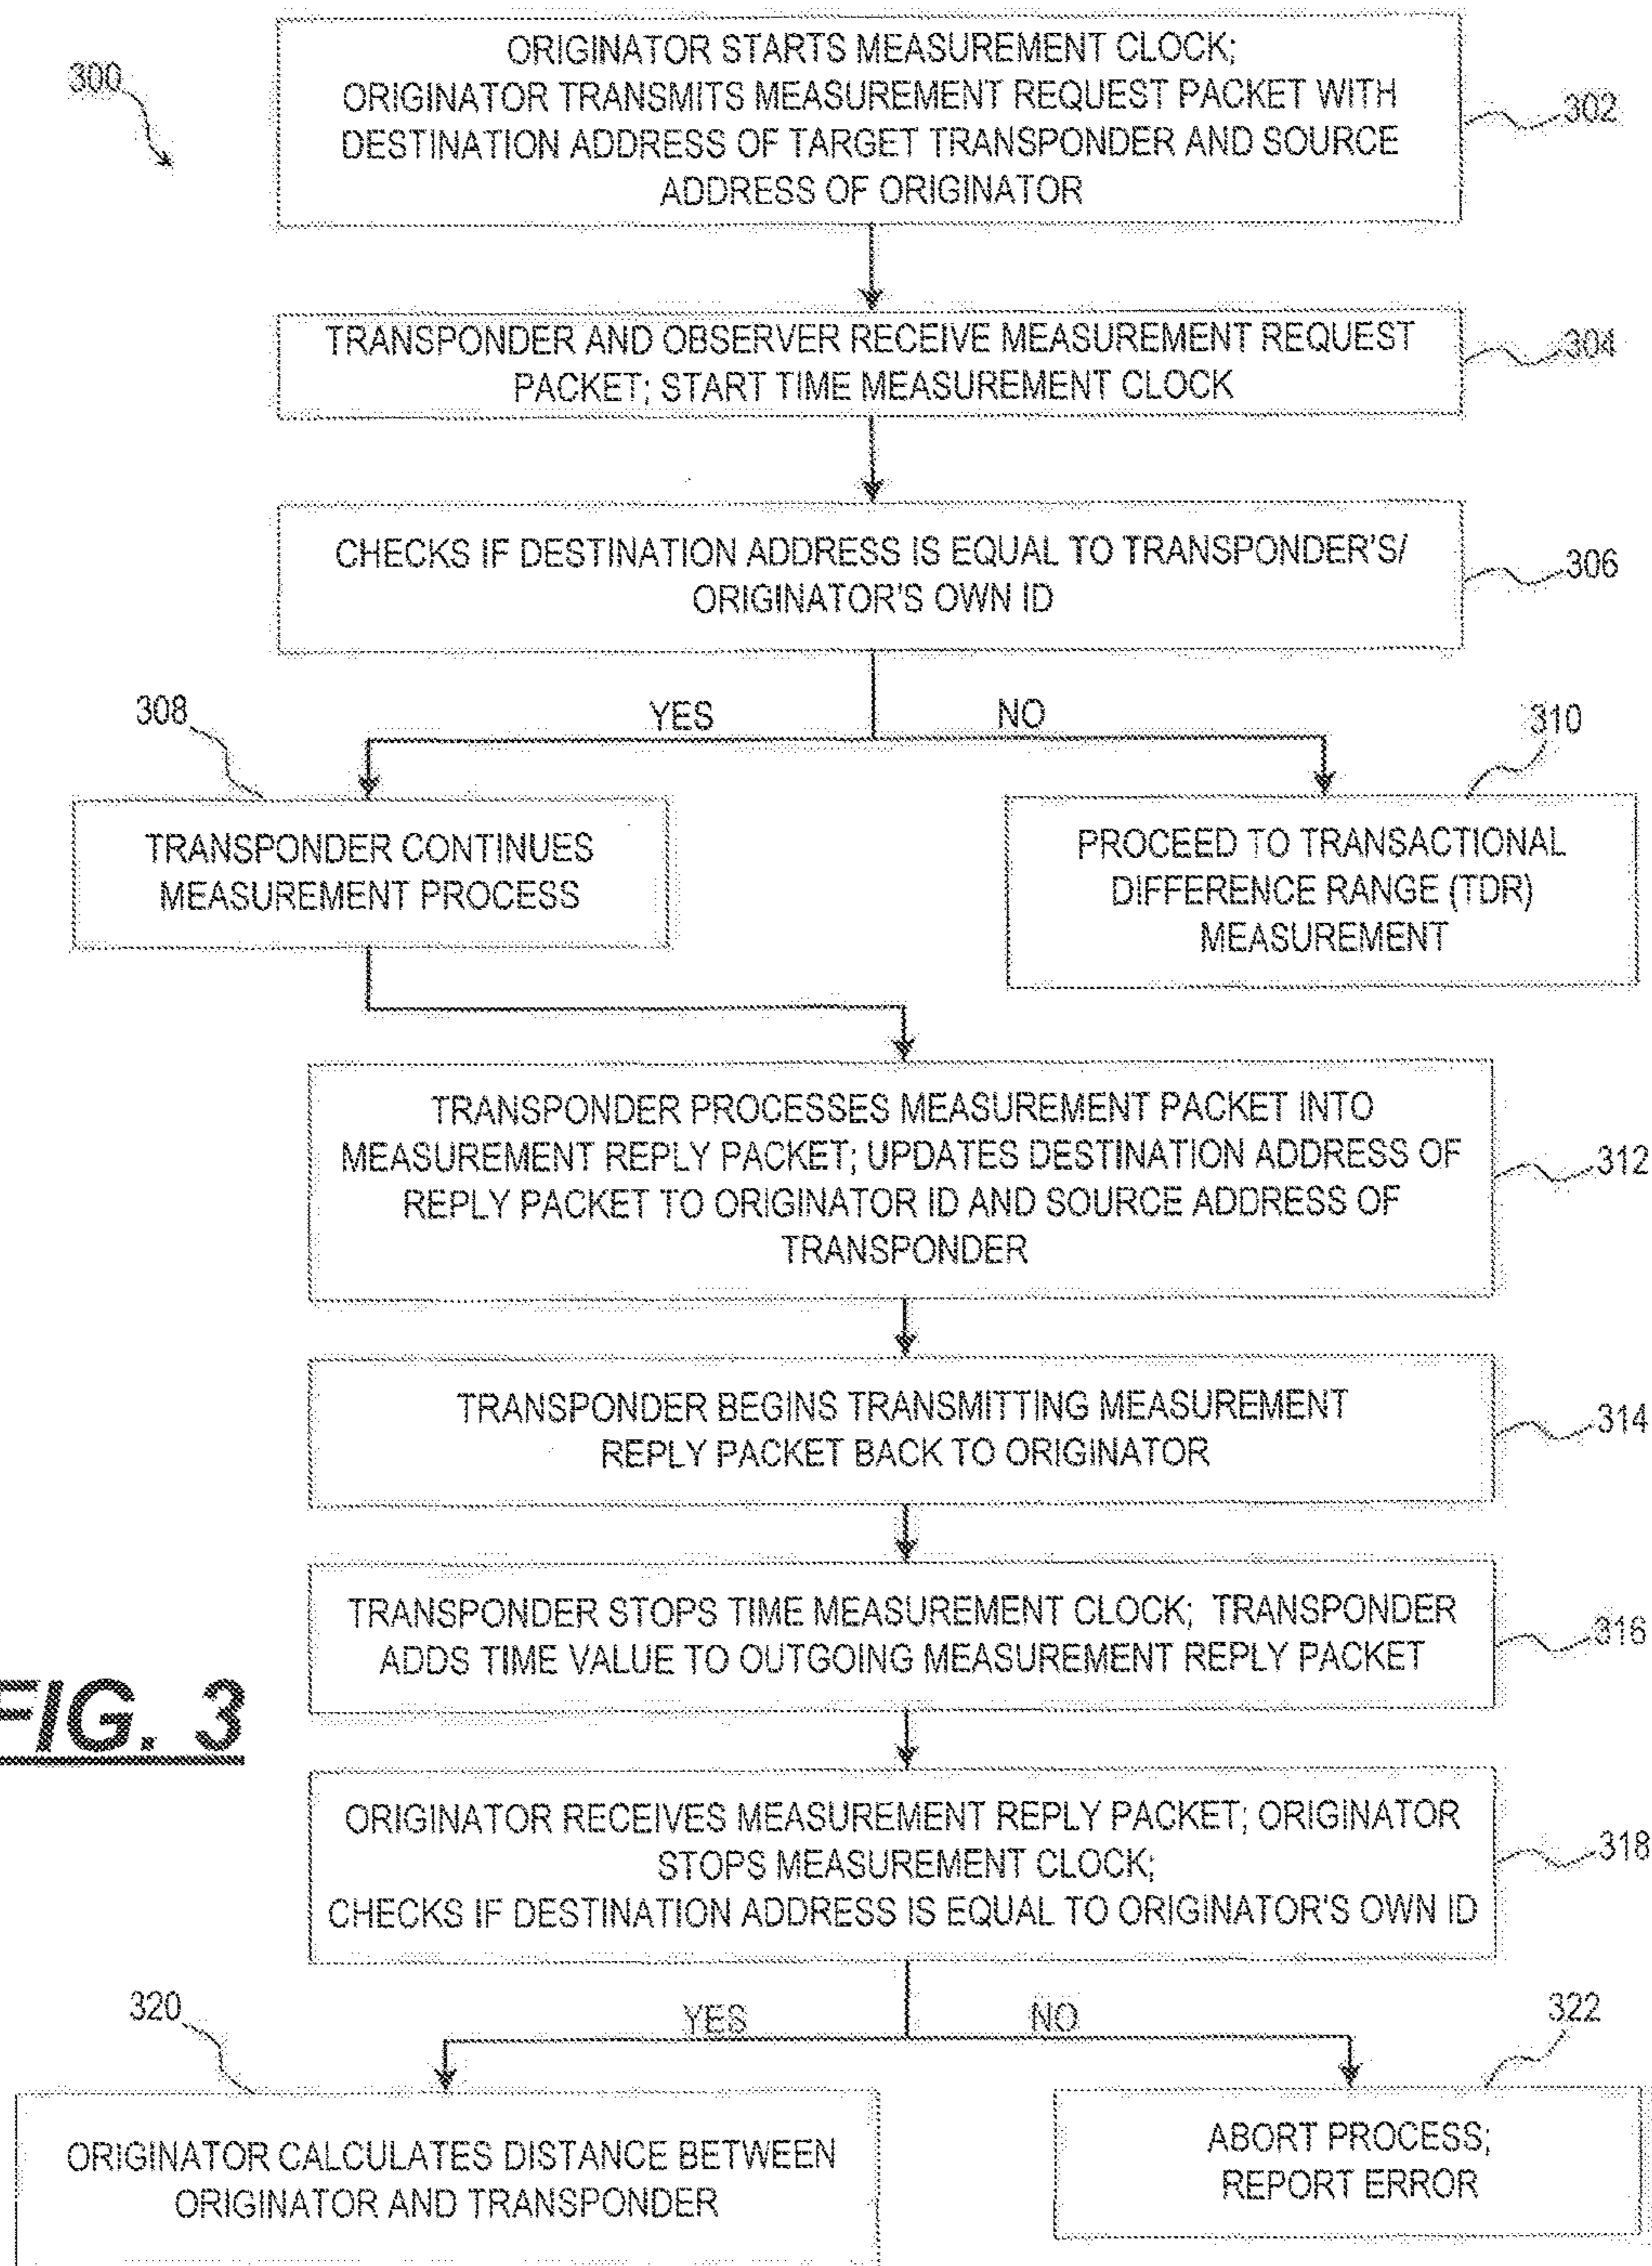 300
ORIGINATOR STARTS MEASUREMENT CLOCK;
ORIGINATOR TRANSMITS MEASUREMENT REQUEST PACKET WITH
DESTINATION ADDRESS OF TARGET TRANSPONDER AND SOURCE
ADDRESS OF ORIGINATOR
302
TRANSPONDER AND OBSERVER RECEIVE MEASUREMENT REQUEST
PACKET; START TIME MEASUREMENT CLOCK
304
CHECKS IF DESTINATION ADDRESS IS EQUAL TO TRANSPONDER'S/
ORIGINATOR'S OWN ID
306
YES
NO
308
310
TRANSPONDER CONTINUES
MEASUREMENT PROCESS
PROCEED TO TRANSACTIONAL
DIFFERENCE RANGE (TDR)
MEASUREMENT
TRANSPONDER PROCESSES MEASUREMENT PACKET INTO
MEASUREMENT REPLY PACKET; UPDATES DESTINATION ADDRESS OF
REPLY PACKET TO ORIGINATOR ID AND SOURCE ADDRESS OF
TRANSPONDER
312
TRANSPONDER BEGINS TRANSMITTING MEASUREMENT
REPLY PACKET BACK TO ORIGINATOR
314
TRANSPONDER STOPS TIME MEASUREMENT CLOCK; TRANSPONDER
ADDS TIME VALUE TO OUTGOING MEASUREMENT REPLY PACKET
316
FIG. 3
ORIGINATOR RECEIVES MEASUREMENT REPLY PACKET; ORIGINATOR
STOPS MEASUREMENT CLOCK;
CHECKS IF DESTINATION ADDRESS IS EQUAL TO ORIGINATOR'S OWN ID
318
YES
NO
320
322
ORIGINATOR CALCULATES DISTANCE BETWEEN
ORIGINATOR AND TRANSPONDER
ABORT PROCESS;
REPORT ERROR